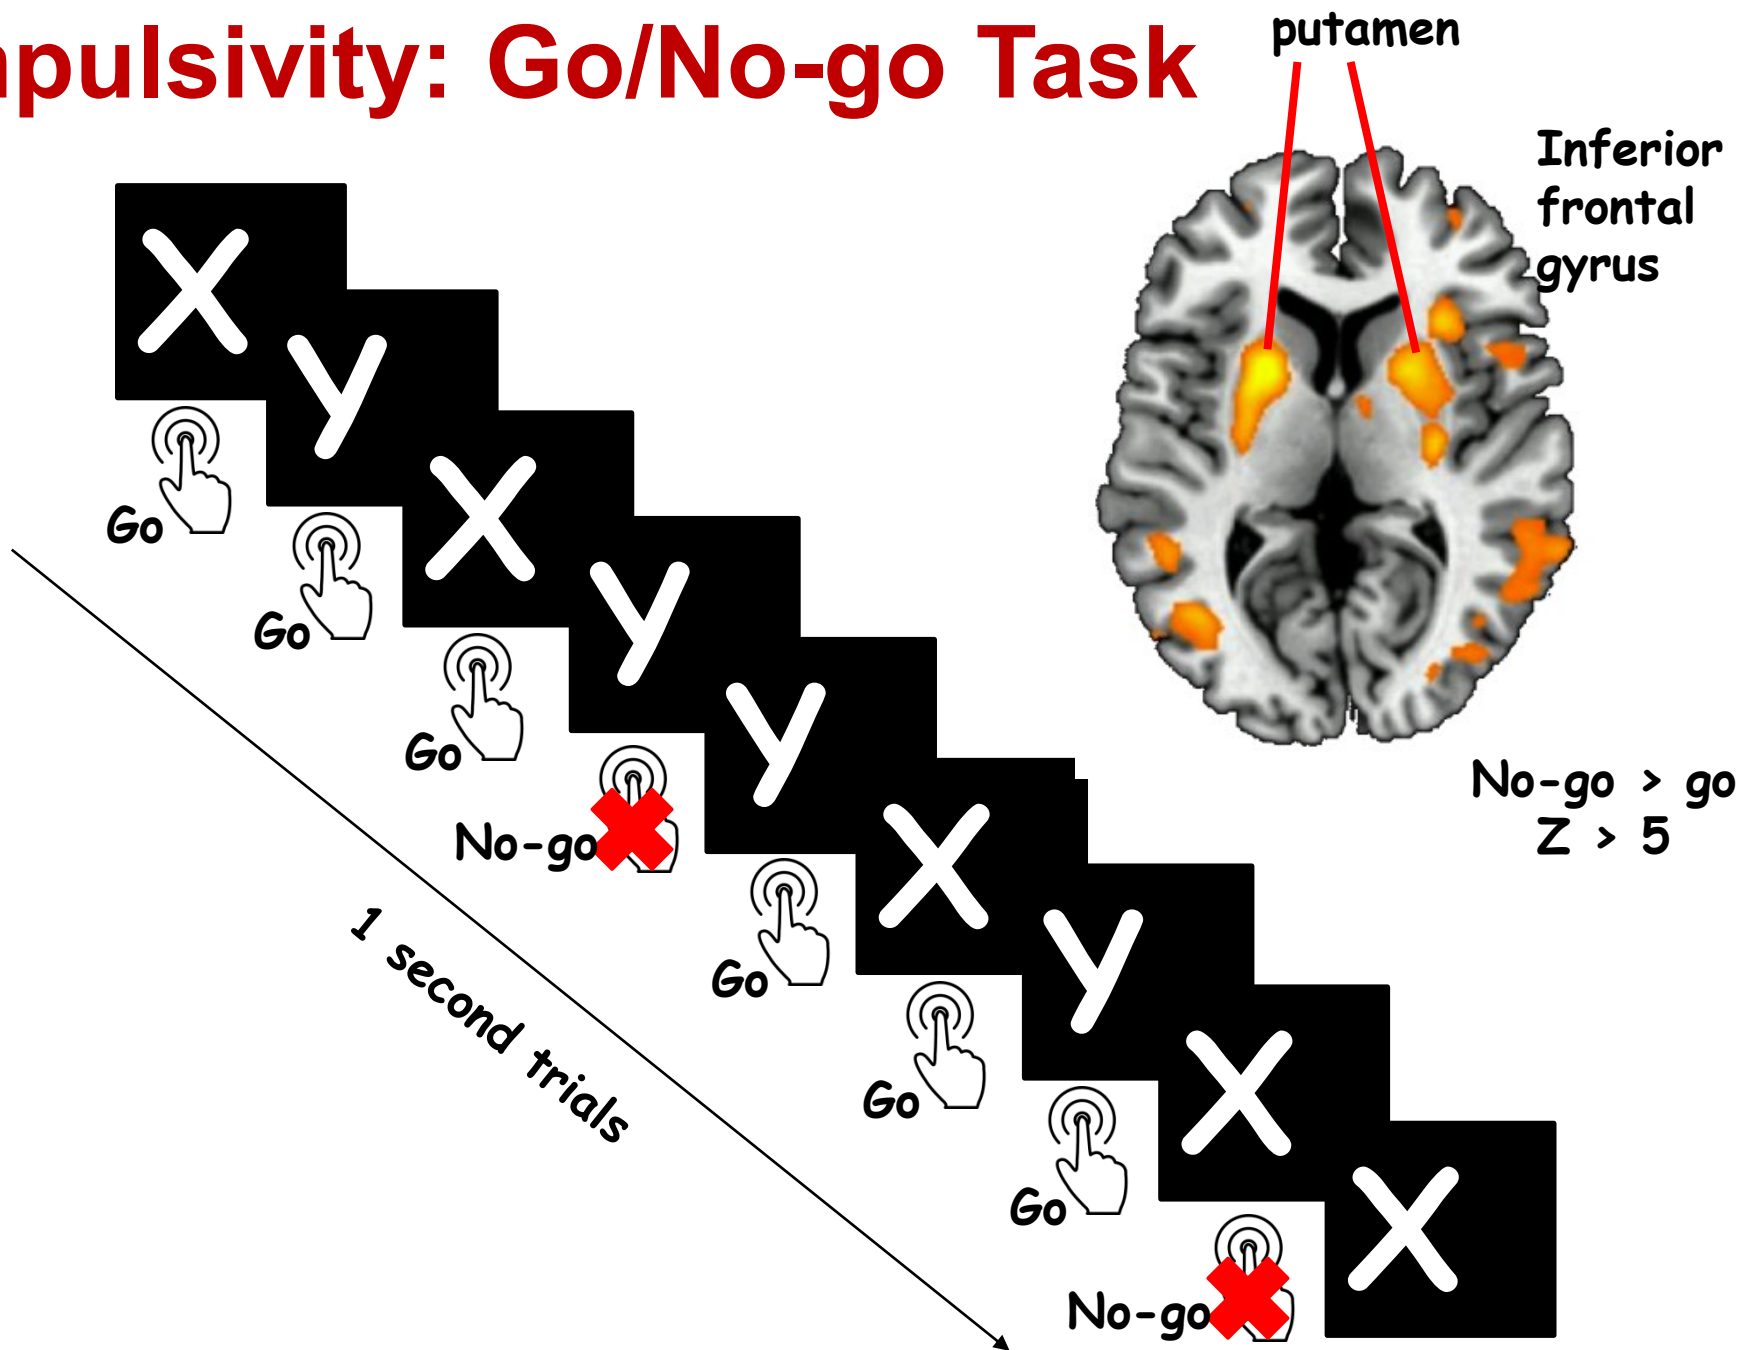 mpulsivity: Go/No-go Task
putamen
Inferior
frontal
gyrus
X
Go
y
Go
X
Go
y
No-go
y
Go
X
Go
y
Go
X
No-go
X
1 second trials
No-go > go
Z > 5